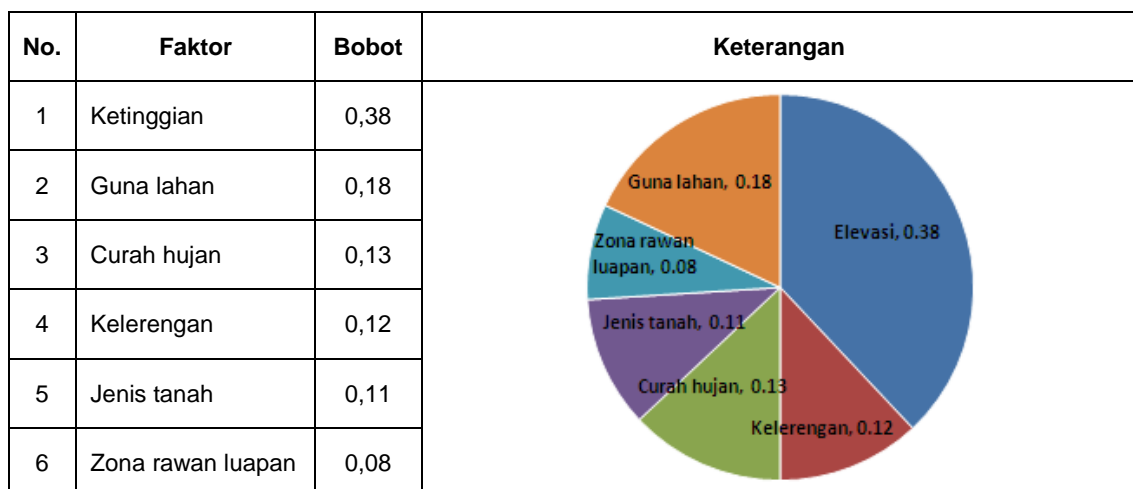 No. Faktor Bobot Keterangan
1 Ketinggian 0,38
2 Guna lahan 0,18
3 Curah hujan 0,13
4 Kelerengan 0,12
5 Jenis tanah 0,11
6 Zona rawan luapan 0,08
Guna lahan, 0.18
Elevasi, 0.38
Zona rawan
luapan, 0.08
Jenis tanah, 0.11
Curah hujan, 0.13
Kelerengan, 0.12